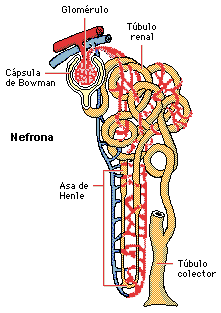 Glomérulo
Túbulo
renal
Cápsula
de Bowman
Nefrona
Asa de
Henle
Túbulo
colector